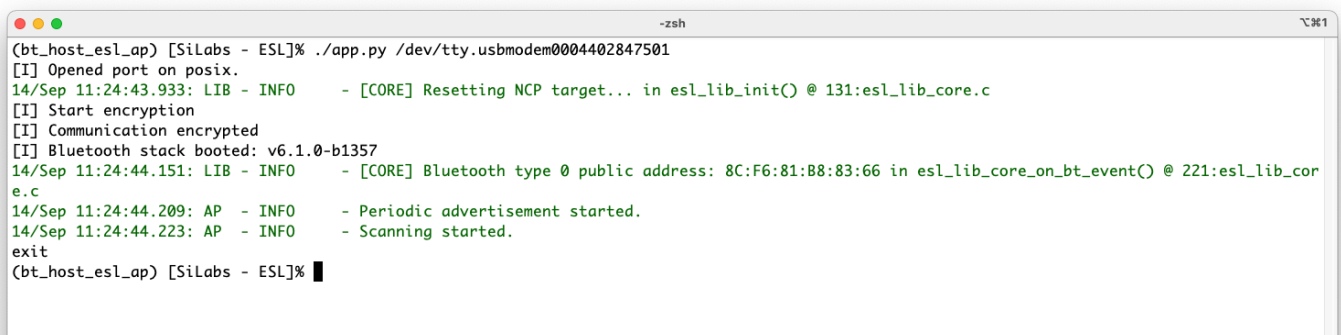 -zsh
⌥⌘1
(bt_host_esl_ap) [SiLabs - ESL]% ./app.py /dev/tty.usbmodem0004402847501
[I] Opened port on posix.
14/Sep 11:24:43.933: LIB - INFO     - [CORE] Resetting NCP target... in esl_lib_init() @ 131:esl_lib_core.c
[I] Start encryption
[I] Communication encrypted
[I] Bluetooth stack booted: v6.1.0-b1357
14/Sep 11:24:44.151: LIB - INFO     - [CORE] Bluetooth type 0 public address: 8C:F6:81:B8:83:66 in esl_lib_core_on_bt_event() @ 221:esl_lib_cor
e.c
14/Sep 11:24:44.209: AP  - INFO     - Periodic advertisement started.
14/Sep 11:24:44.223: AP  - INFO     - Scanning started.
exit
(bt_host_esl_ap) [SiLabs - ESL]%